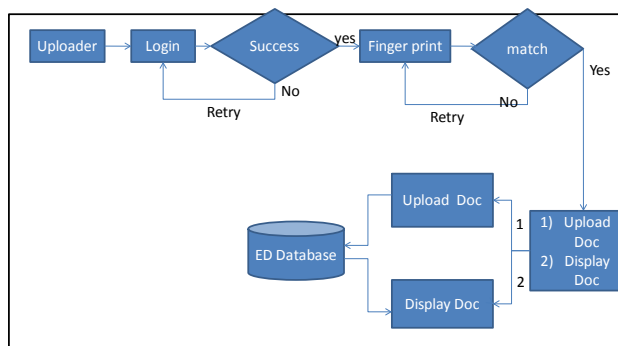 Uploader
Login
Success
yes
Finger print
match
Yes
No
Retry
No
Retry
Upload Doc
1
1) Upload
Doc
2) Display
Doc
ED Database
2
Display Doc